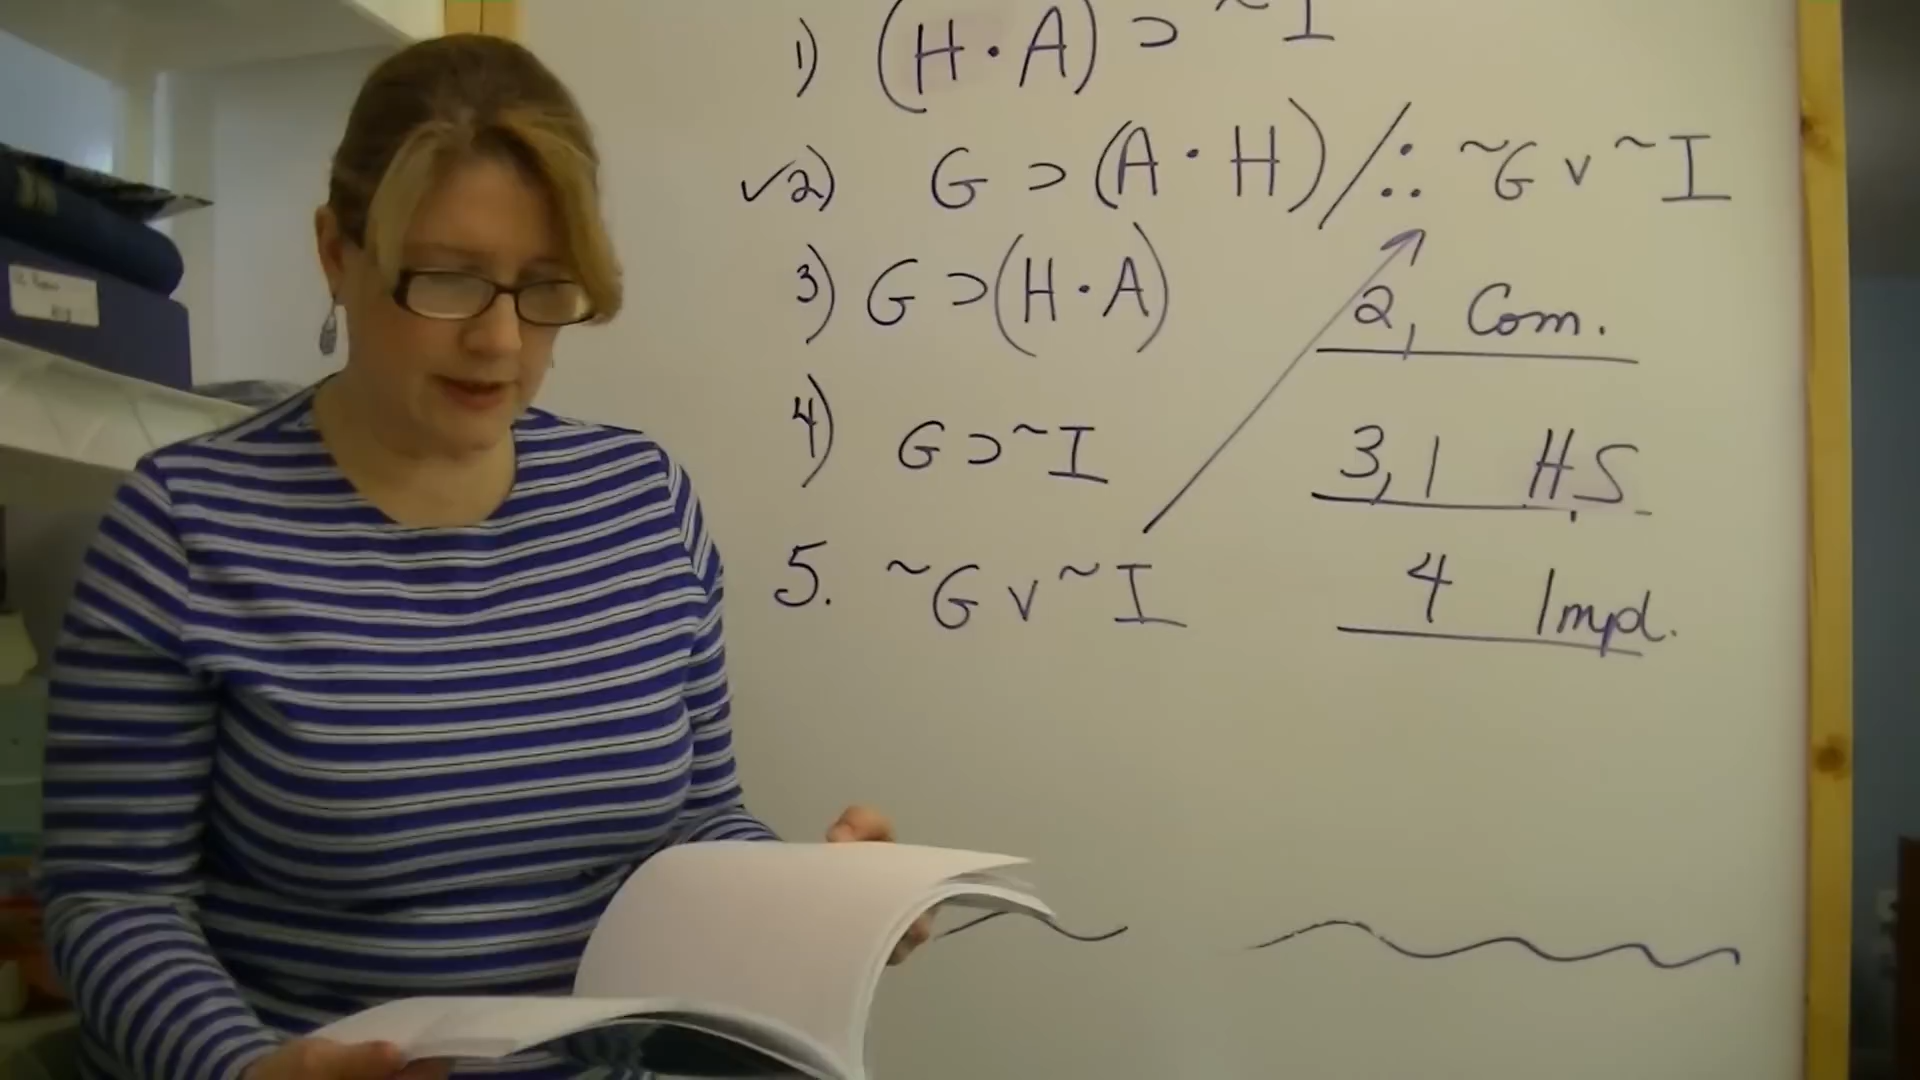 1) (H · A) ⊃ ~I
✓2) G ⊃ (A · H) / ∴ ~G v ~I
3) G ⊃ (H · A) 2, Com.
4) G ⊃ ~I 3, 1 HS
5. ~G v ~I 4 Impl.